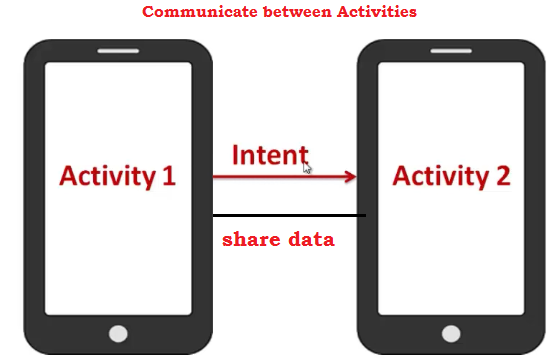 Communicate between Activities
Intent
Activity 1
Activity 2
share data